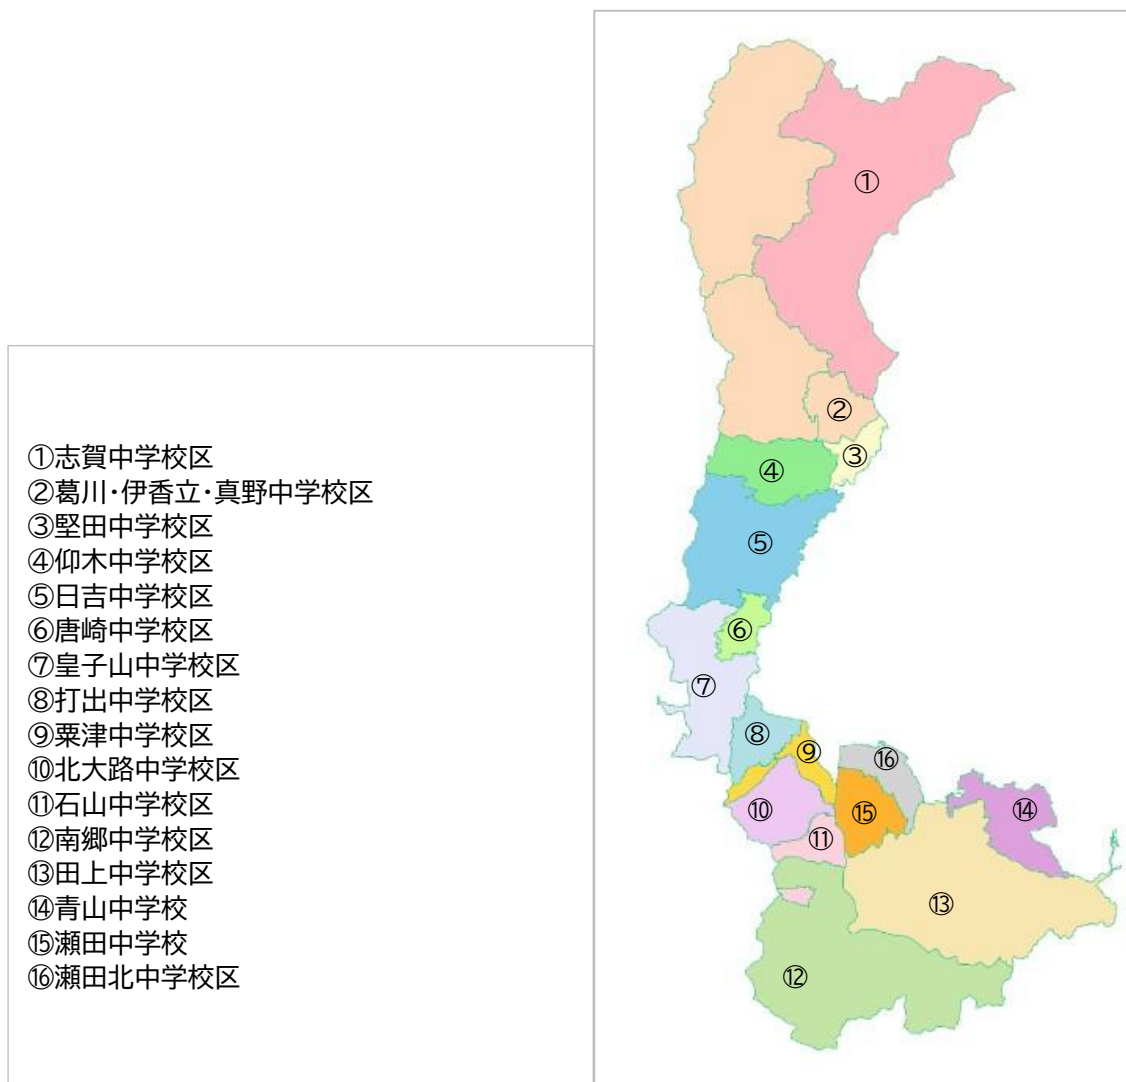 ①志賀中学校区
②葛川・伊香立・真野中学校区
③堅田中学校区
④仰木中学校区
⑤日吉中学校区
⑥唐崎中学校区
⑦皇子山中学校区
⑧打出中学校区
⑨粟津中学校区
⑩北大路中学校区
⑪石山中学校区
⑫南郷中学校区
⑬田上中学校区
⑭青山中学校
⑮瀬田中学校
⑯瀬田北中学校区
①
②
③
④
⑤
⑥
⑦
⑧
⑨
⑯
⑩
⑮
⑭
⑪
⑬
⑫